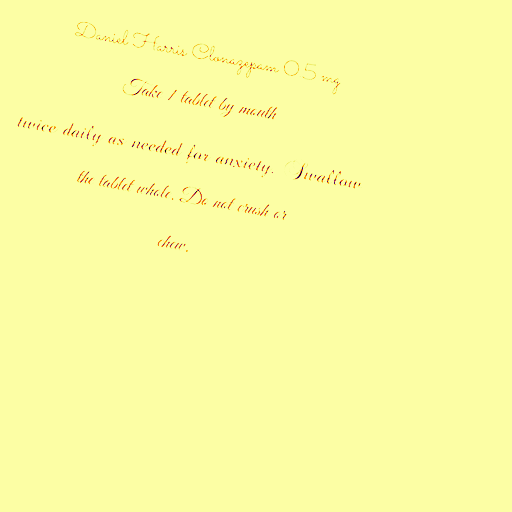 Daniel Harris Clonazepam 0 5 mg
Take 1 tablet by mouth
twice daily as needed for anxiety. Swallow
the tablet whole. Do not crush or
chew.